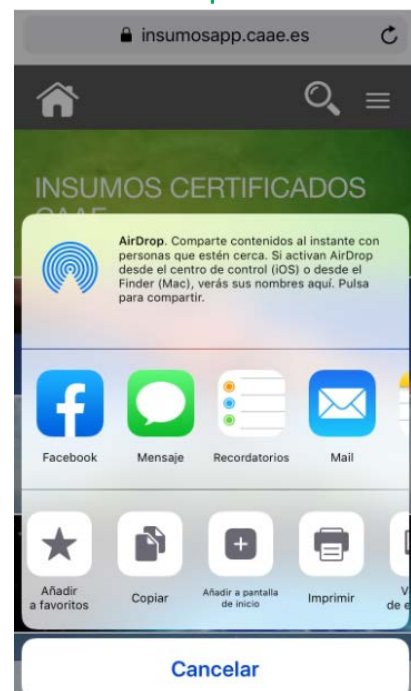 insumosapp.caae.es
INSUMOS CERTIFICADOS
CAAE
AirDrop. Comparte contenidos al instante con
personas que estén cerca. Si activan AirDrop
desde el centro de control (iOS) o desde el
Finder (Mac), verás sus nombres aquí. Pulsa
para compartir.
Facebook
Mensaje
Recordatorios
Mail
Añadir
a favoritos
Copiar
Añadir a pantalla
de inicio
Imprimir
V
de e
Cancelar